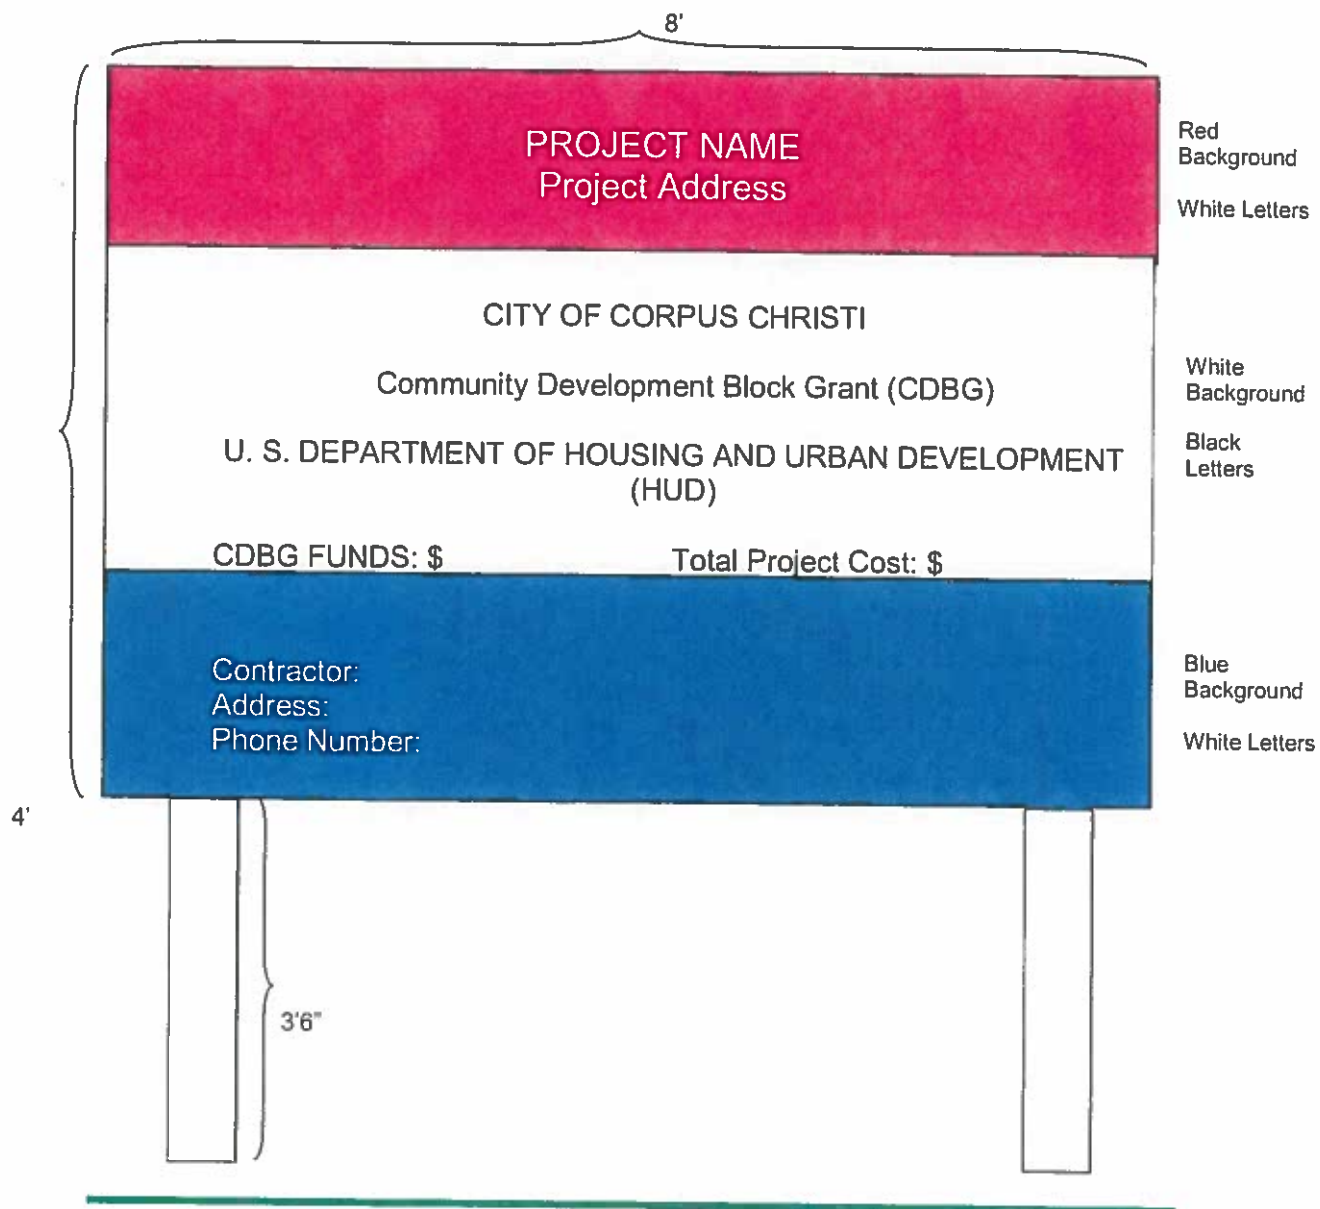 8'
PROJECT NAME
Project Address
Red
Background
White Letters
CITY OF CORPUS CHRISTI
Community Development Block Grant (CDBG)
U. S. DEPARTMENT OF HOUSING AND URBAN DEVELOPMENT
(HUD)
CDBG FUNDS: $ Total Project Cost: $
White
Background
Black
Letters
Contractor:
Address:
Phone Number:
Blue
Background
White Letters
4'
3'6"